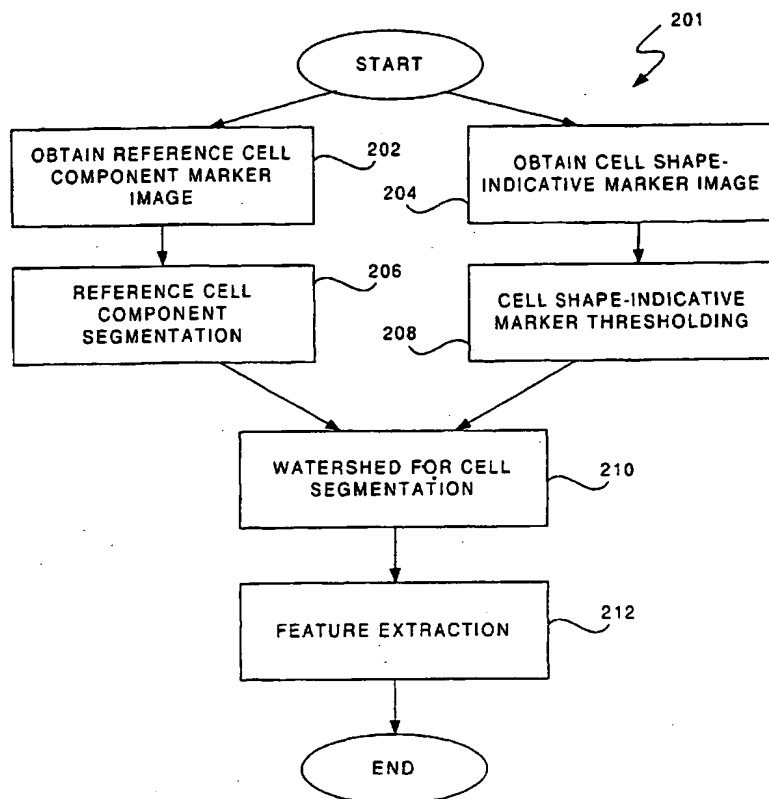 201
START
OBTAIN REFERENCE CELL
COMPONENT MARKER
IMAGE
202
OBTAIN CELL SHAPE-
INDICATIVE MARKER IMAGE
204
REFERENCE CELL
COMPONENT
SEGMENTATION
206
CELL SHAPE-INDICATIVE
MARKER THRESHOLDING
208
WATERSHED FOR CELL
SEGMENTATION
210
FEATURE EXTRACTION
212
END